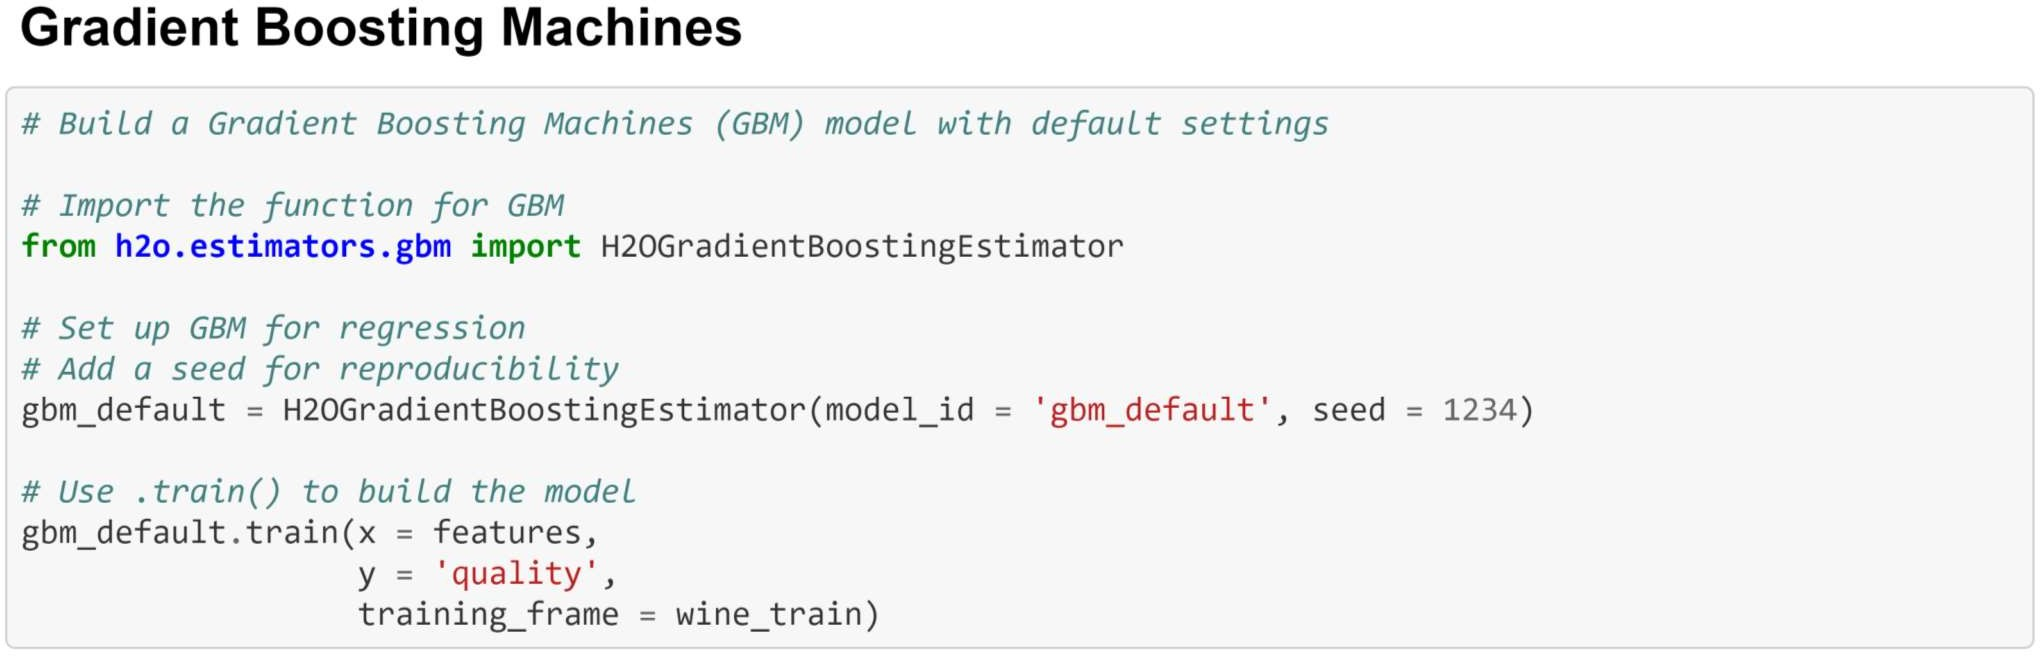 Gradient Boosting Machines
# Build a Gradient Boosting Machines (GBM) model with default settings
# Import the function for GBM
from h2o.estimators.gbm import H2OGradientBoostingEstimator
# Set up GBM for regression
# Add a seed for reproducibility
gbm_default = H2OGradientBoostingEstimator(model_id = 'gbm_default', seed = 1234)
# Use .train() to build the model
gbm_default.train(x = features,
y = 'quality',
training_frame = wine_train)